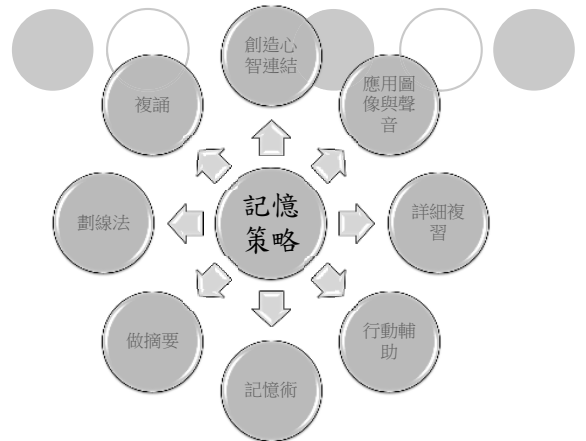 創造心
智連結
應用圖
像與聲
音
詳細複
習
行動輔
助
記憶術
做摘要
劃線法
複誦
記憶
策略